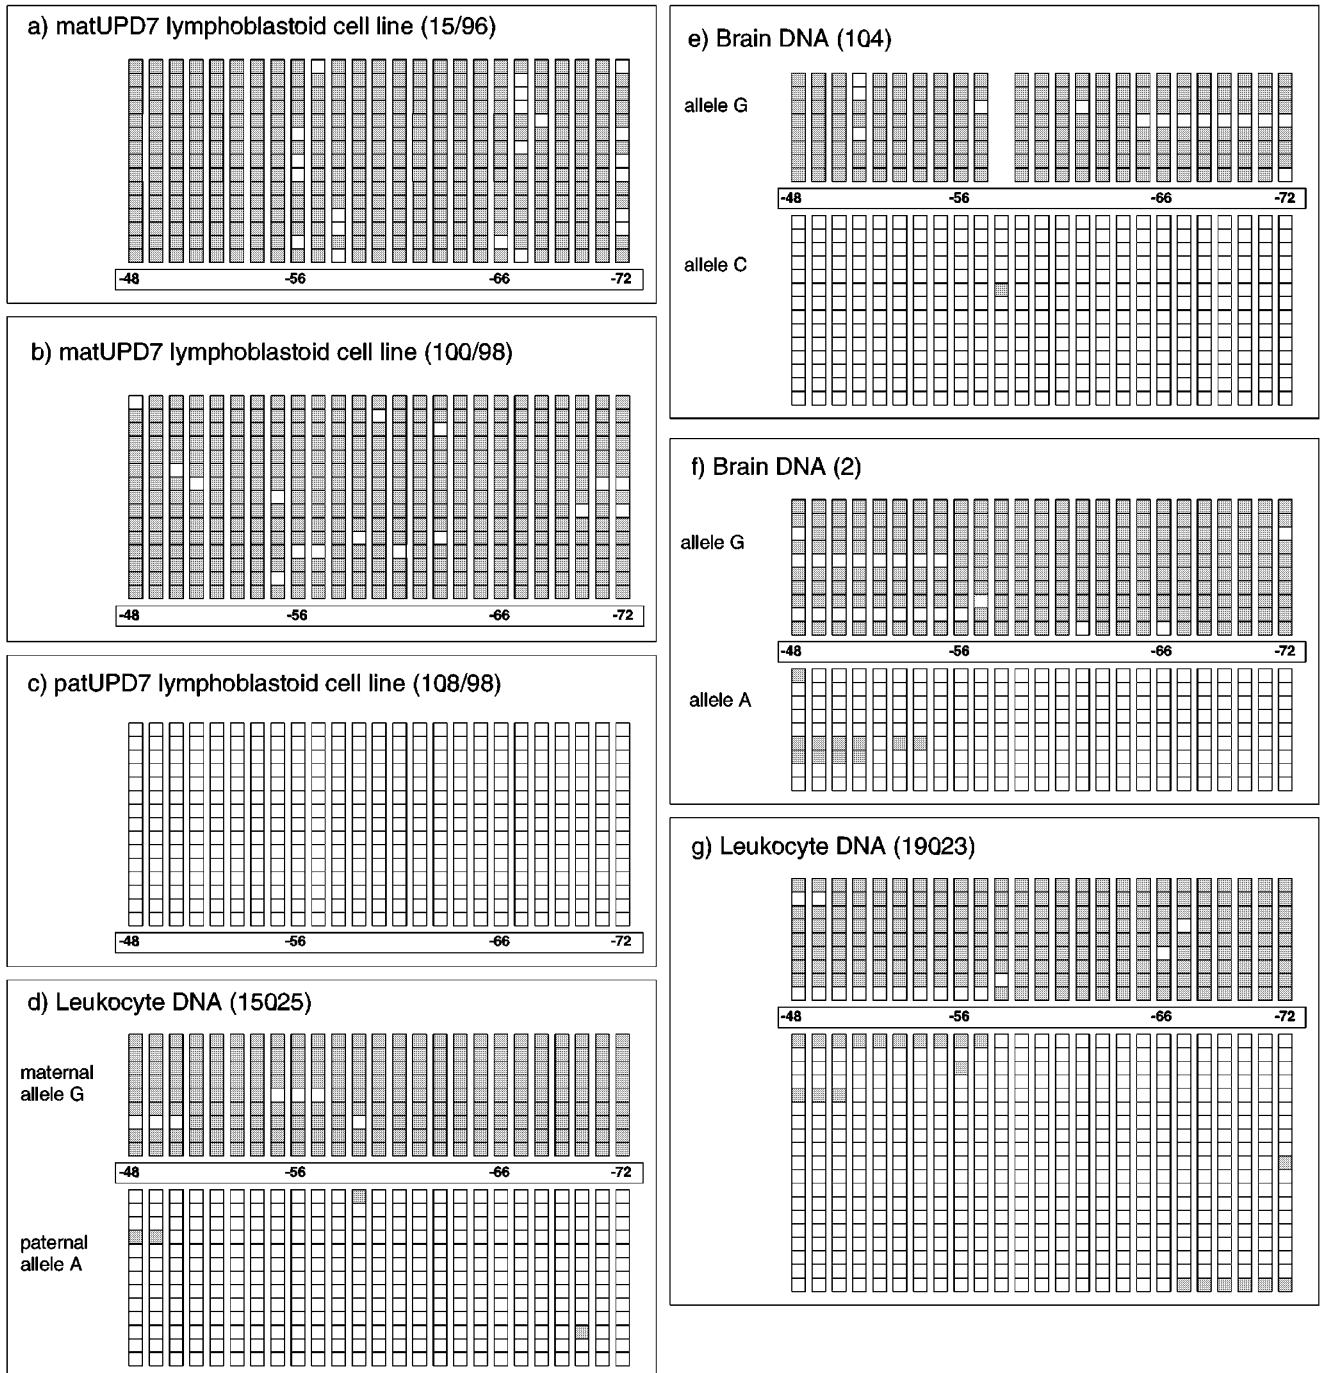 a) matUPD7 lymphoblastoid cell line (15/96)
-48 -56 -66 -72
b) matUPD7 lymphoblastoid cell line (100/98)
-48 -56 -66 -72
c) patUPD7 lymphoblastoid cell line (108/98)
-48 -56 -66 -72
d) Leukocyte DNA (15025)
maternal
allele G
-48 -56 -66 -72
paternal
allele A
e) Brain DNA (104)
allele G
-48 -56 -66 -72
allele C
f) Brain DNA (2)
allele G
-48 -56 -66 -72
allele A
g) Leukocyte DNA (19023)
-48 -56 -66 -72